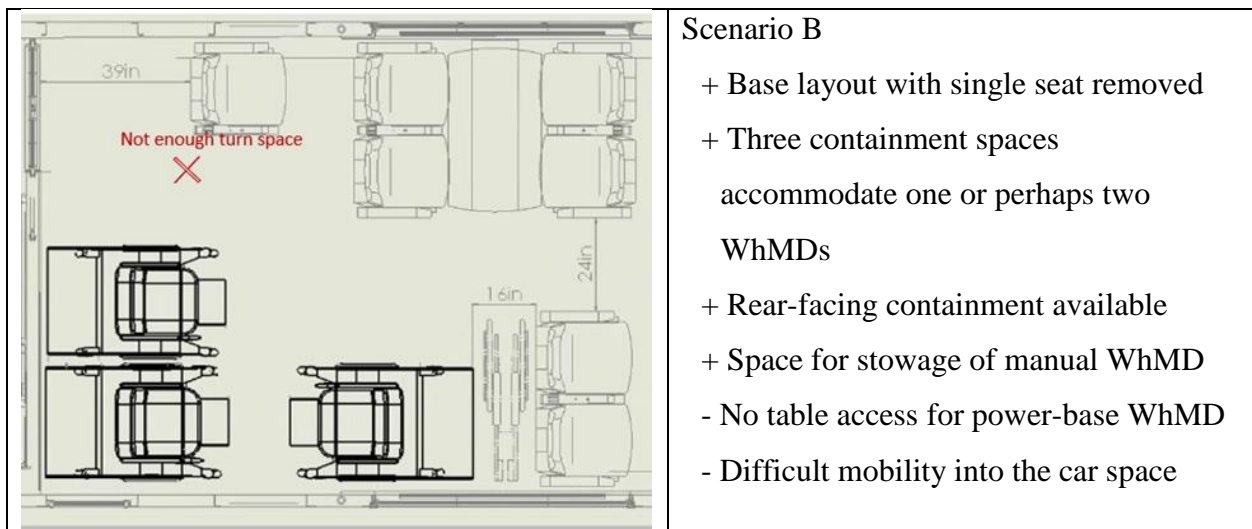 39in
Not enough turn space
24in
16in
Scenario B
+ Base layout with single seat removed
+ Three containment spaces
accommodate one or perhaps two
WhMDs
+ Rear-facing containment available
+ Space for stowage of manual WhMD
- No table access for power-base WhMD
- Difficult mobility into the car space